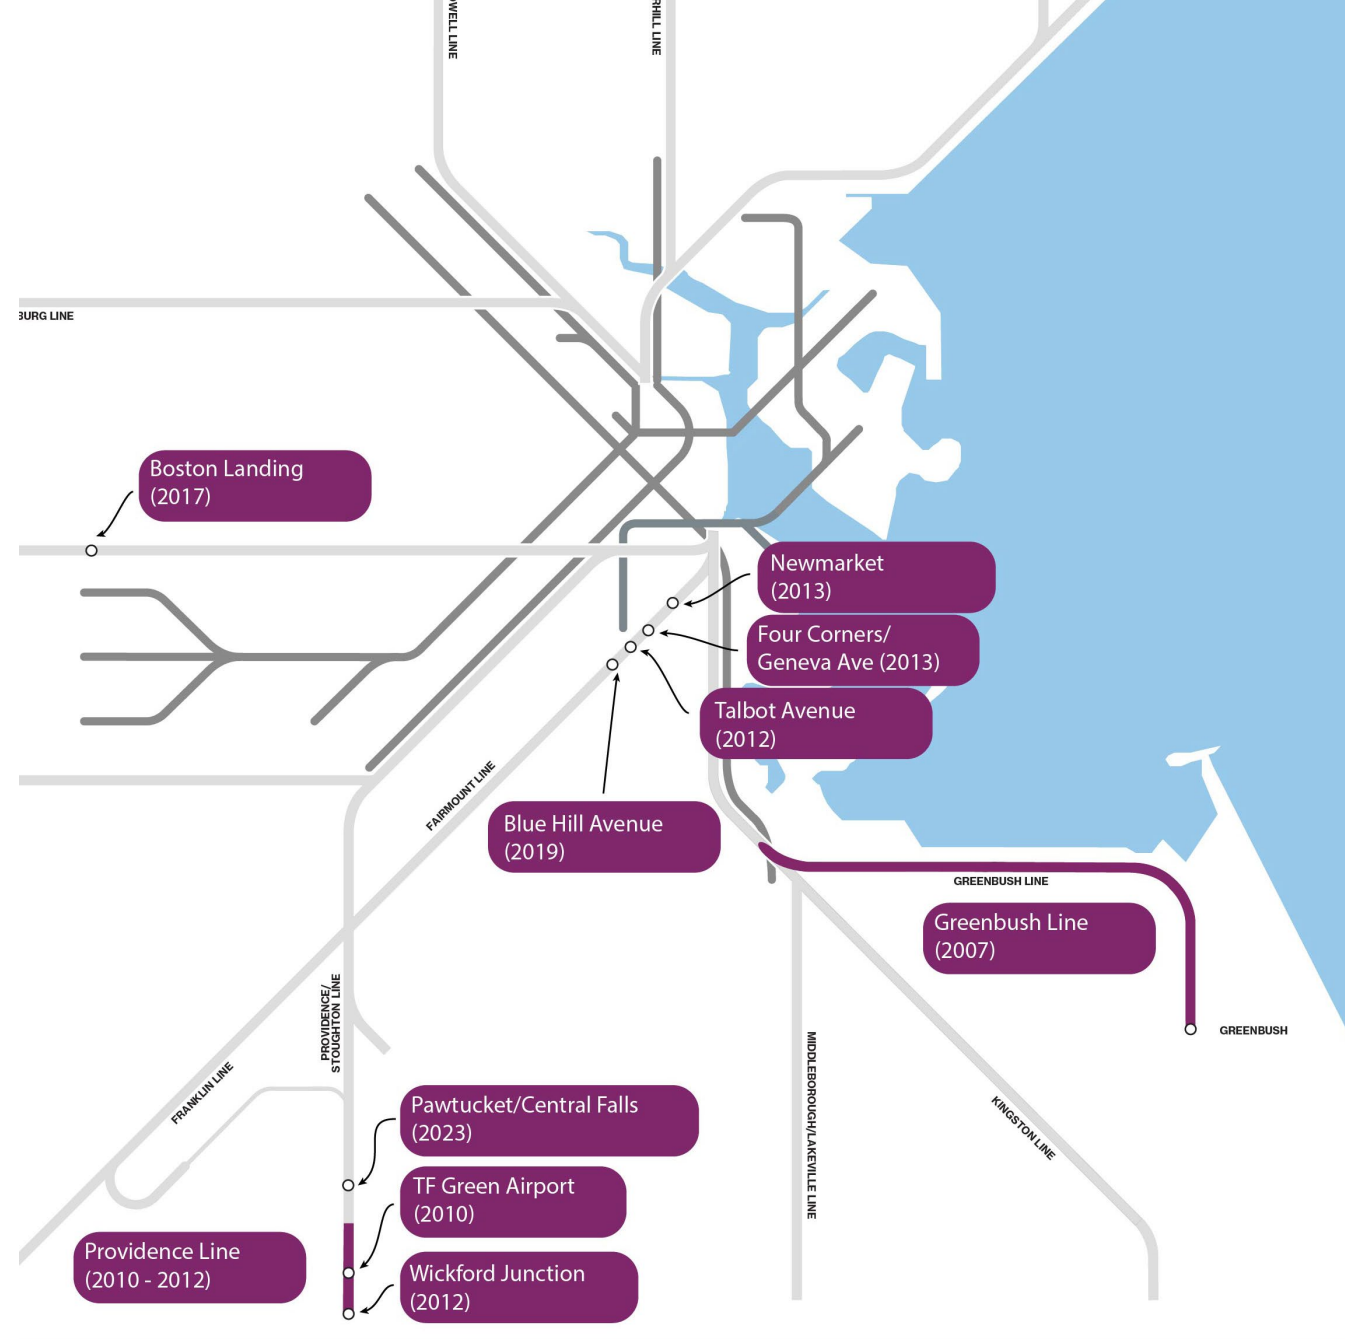 WELL LINE
RHILL LINE
BURG LINE
Boston Landing
(2017)
Newmarket
(2013)
Four Corners/
Geneva Ave (2013)
Talbot Avenue
(2012)
FAIRMOUNT LINE
Blue Hill Avenue
(2019)
GREENBUSH LINE
Greenbush Line
(2007)
GREENBUSH
PROVIDENCE/
STOUGHTON LINE
FRANKLIN LINE
MIDDLEBOROUGH/LAKEVILLE LINE
KINGSTON LINE
Pawtucket/Central Falls
(2023)
TF Green Airport
(2010)
Providence Line
(2010 - 2012)
Wickford Junction
(2012)